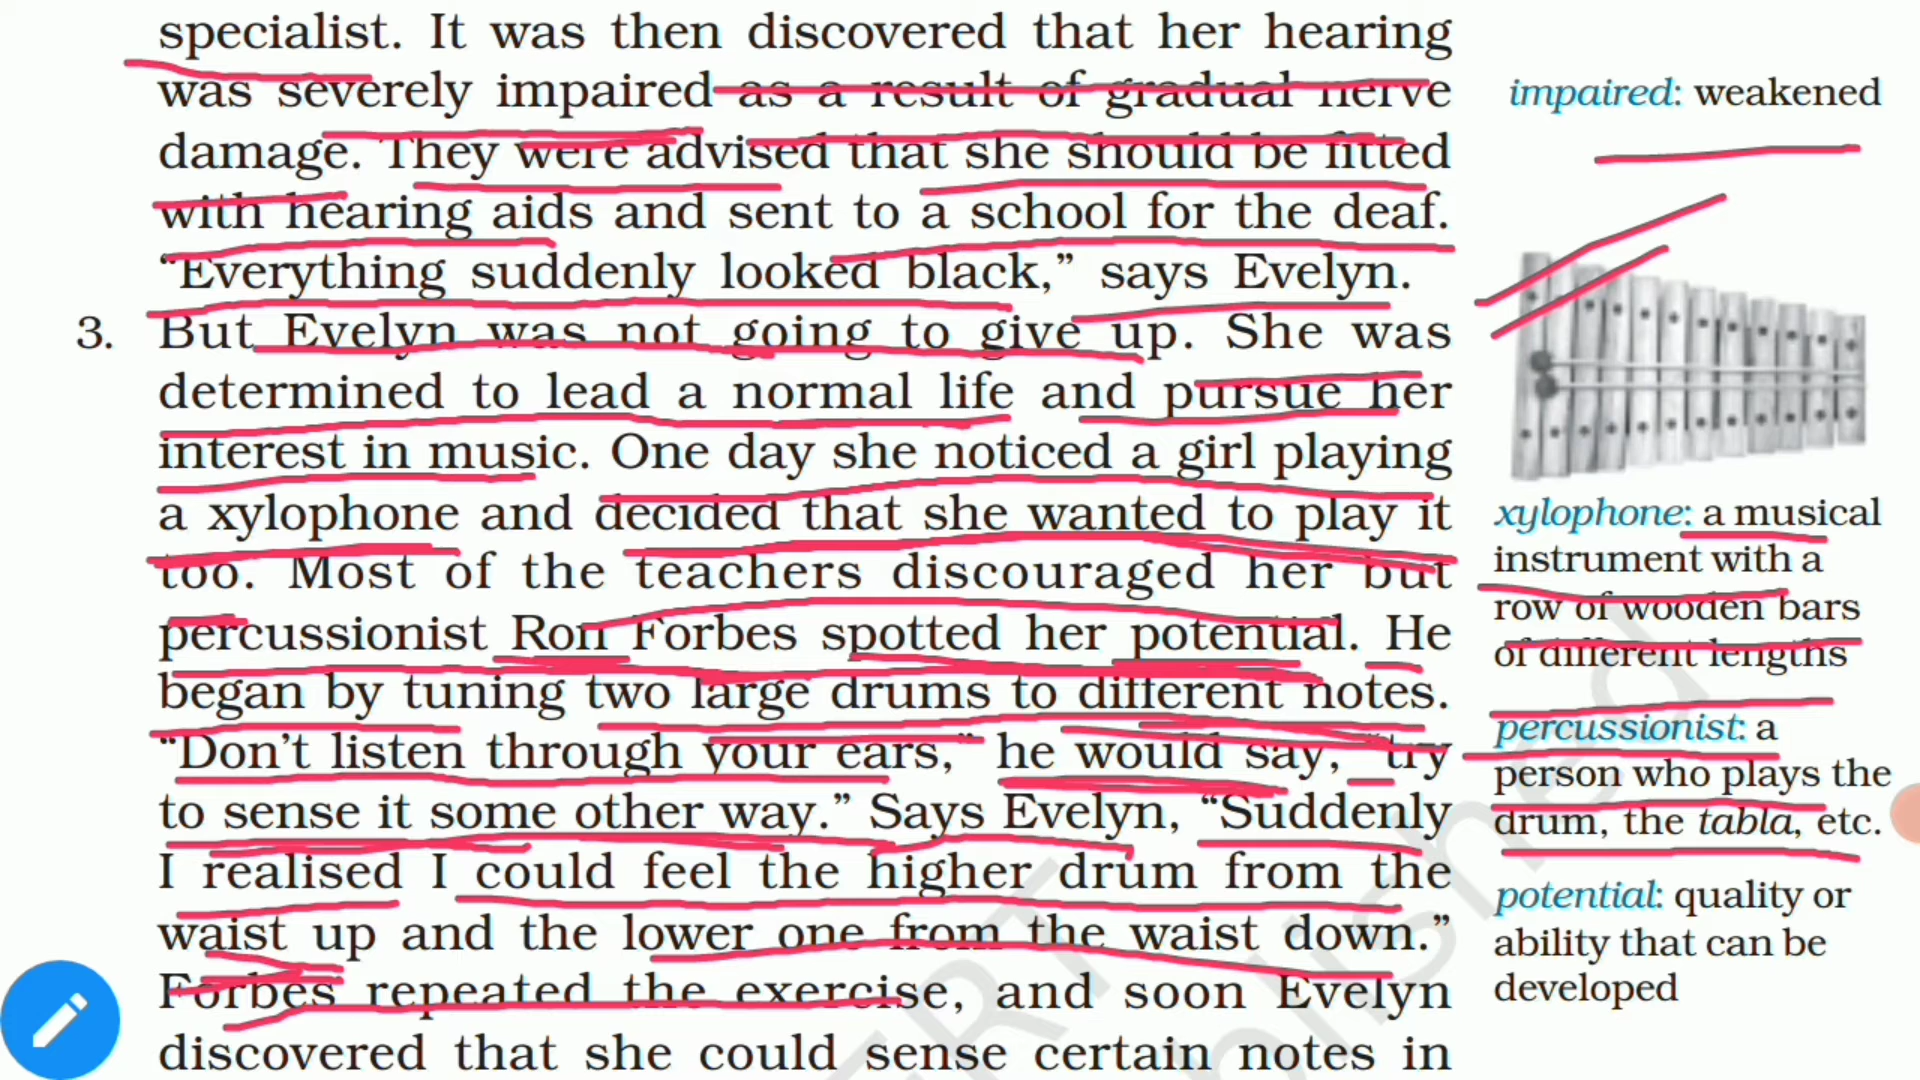 specialist. It was then discovered that her hearing
was severely impaired as a result of gradual nerve
damage. They were advised that she should be fitted
with hearing aids and sent to a school for the deaf.
“Everything suddenly looked black,” says Evelyn.
3. But Evelyn was not going to give up. She was
determined to lead a normal life and pursue her
interest in music. One day she noticed a girl playing
a xylophone and decided that she wanted to play it
too. Most of the teachers discouraged her but
percussionist Ron Forbes spotted her potential. He
began by tuning two large drums to different notes.
“Don’t listen through your ears,” he would say, “try
to sense it some other way.” Says Evelyn, “Suddenly
I realised I could feel the higher drum from the
waist up and the lower one from the waist down.”
Forbes repeated the exercise, and soon Evelyn
discovered that she could sense certain notes in
impaired: weakened
xylophone: a musical
instrument with a
row of wooden bars
of different lengths
percussionist: a
person who plays the
drum, the tabla, etc.
potential: quality or
ability that can be
developed